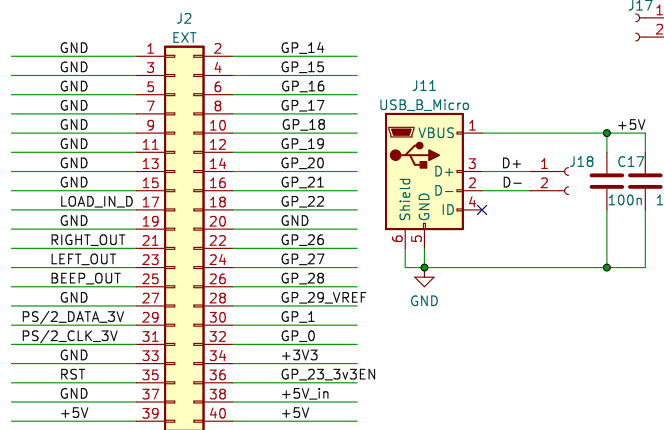 J2
EXT
GND 1 2 GP_14
GND 3 4 GP_15
GND 5 6 GP_16
GND 7 8 GP_17
GND 9 10 GP_18
GND 11 12 GP_19
GND 13 14 GP_20
GND 15 16 GP_21
LOAD_IN_D 17 18 GP_22
GND 19 20 GND
RIGHT_OUT 21 22 GP_26
LEFT_OUT 23 24 GP_27
BEEP_OUT 25 26 GP_28
GND 27 28 GP_29_VREF
PS/2_DATA_3V 29 30 GP_1
PS/2_CLK_3V 31 32 GP_0
GND 33 34 +3V3
RST 35 36 GP_23_3v3EN
GND 37 38 +5V_in
+5V 39 40 +5V
J11
USB_B_Micro
VBUS 1
D+ 3
D- 2
ID 4
Shield 6
GND 5
GND
D+ 1
D- 2
J18
+5V
C17
100n
1
J17
1
2